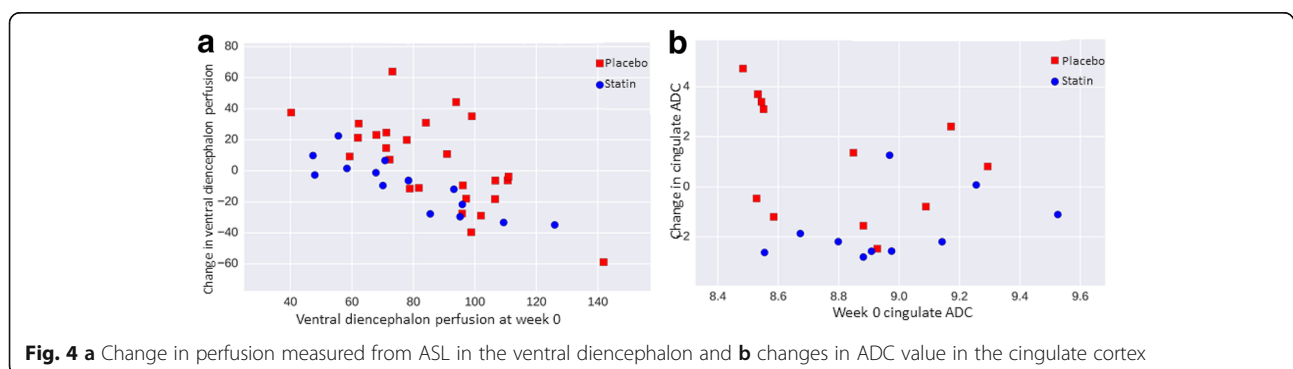 a
80
60
40
20
0
−20
−40
−60
Change in ventral diencephalon perfusion
Placebo
Statin
40 60 80 100 120 140
Ventral diencephalon perfusion at week 0
b
4
2
0
−2
Change in cingulate ADC
Placebo
Statin
8.4 8.6 8.8 9.0 9.2 9.4 9.6
Week 0 cingulate ADC
Fig. 4 a Change in perfusion measured from ASL in the ventral diencephalon and b changes in ADC value in the cingulate cortex